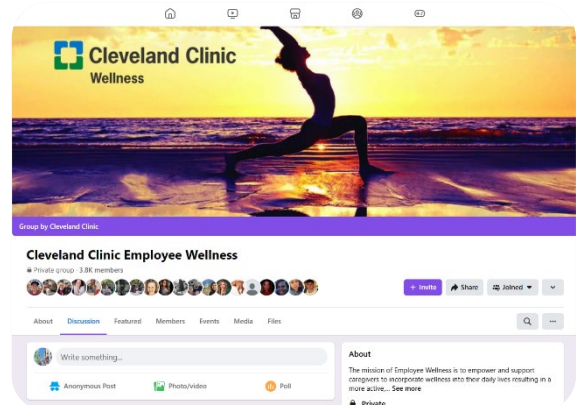 Cleveland Clinic
Wellness
Group by Cleveland Clinic
Cleveland Clinic Employee Wellness
Private group · 3.8K members
+ Invite
Share
Joined
About
Discussion
Featured
Members
Events
Media
Files
Write something...
Anonymous Post
Photo/video
Poll
About
The mission of Employee Wellness is to empower and support
caregivers to incorporate wellness into their daily lives resulting in a
more active,... See more
Private